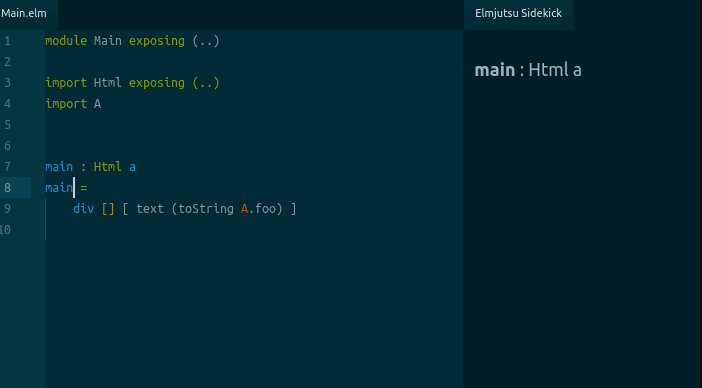 Main.elm
Elmjutsu Sidekick
1 module Main exposing (..)
2
3 import Html exposing (..)
4 import A
5
6
7 main : Html a
8 main =
9 div [] [ text (toString A.foo) ]
10
main : Html a